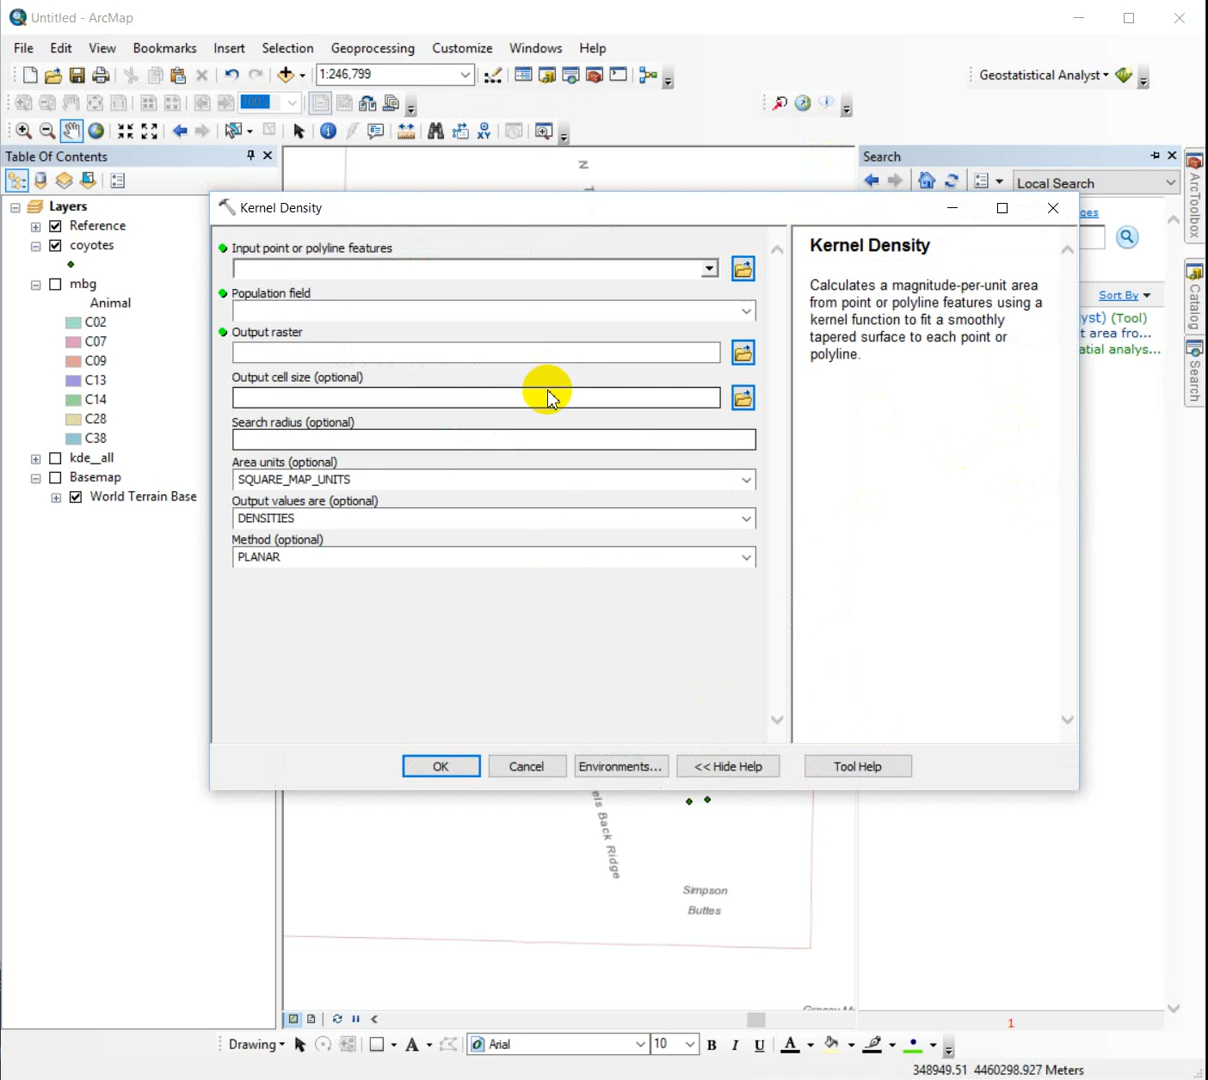 Untitled - ArcMap
File Edit View Bookmarks Insert Selection Geoprocessing Customize Windows Help
1:246,799
Geostatistical Analyst
100%
Table Of Contents
Layers
Reference
coyotes
mbg
Animal
C02
C07
C09
C13
C14
C28
C38
kde__all
Basemap
World Terrain Base
Z
Kernel Density
Input point or polyline features
Population field
Output raster
Output cell size (optional)
Search radius (optional)
Area units (optional)
SQUARE_MAP_UNITS
Output values are (optional)
DENSITIES
Method (optional)
PLANAR
OK Cancel Environments... << Hide Help Tool Help
Kernel Density
Calculates a magnitude-per-unit area
from point or polyline features using a
kernel function to fit a smoothly
tapered surface to each point or
polyline.
Search
Local Search
ges
Sort By
yst) (Tool)
t area fro...
atial analys...
1
ArcToolbox
Catalog
Search
els Back Ridge
Simpson
Buttes
Drawing A Arial 10 B I U A
348949.51 4460298.927 Meters